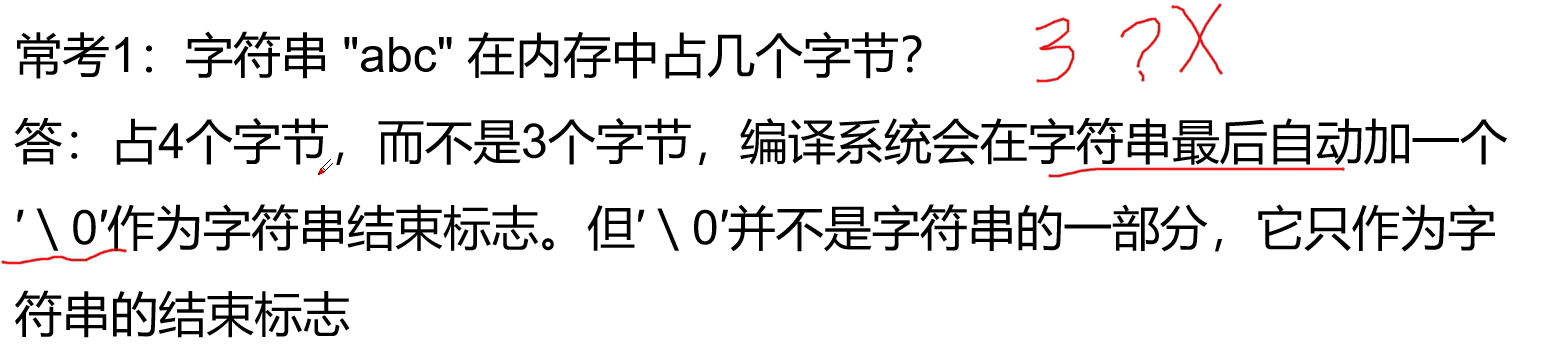 常考1：字符串 "abc" 在内存中占几个字节？ 3 ? X
答：占4个字节，而不是3个字节，编译系统会在字符串最后自动加一个
'\0'作为字符串结束标志。但'\0'并不是字符串的一部分，它只作为字
符串的结束标志